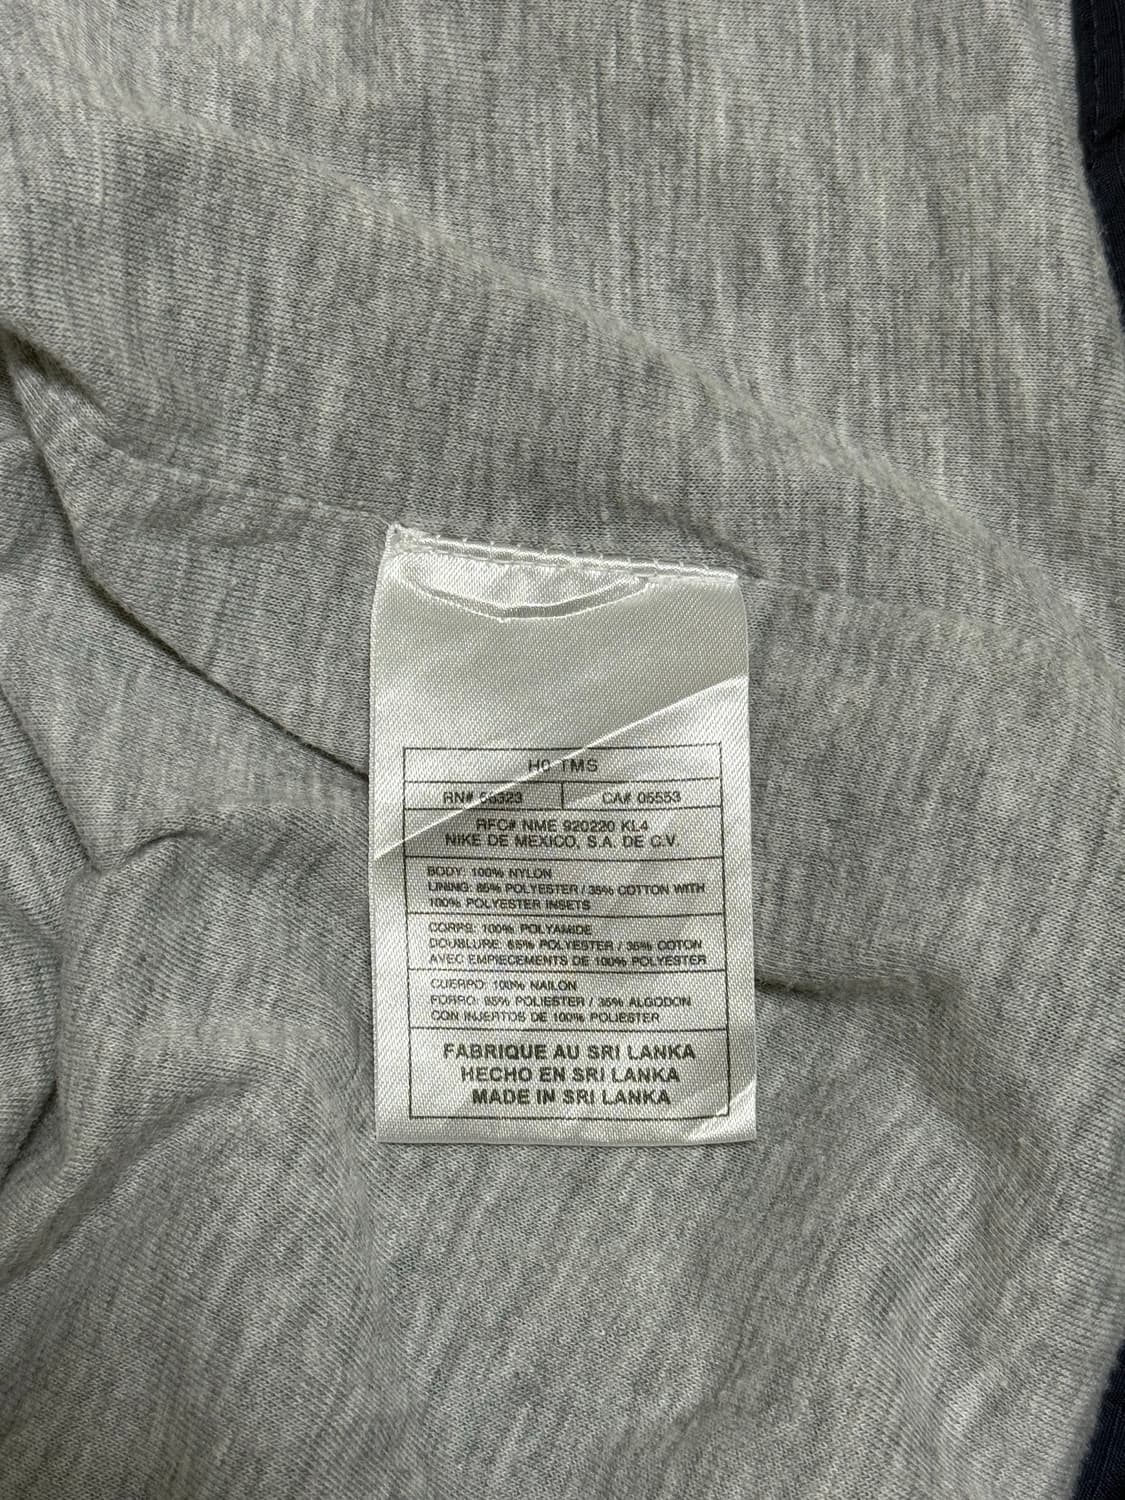 TMS
RN# 56323 CA# 05553
RFC# NME 920220 KL4
NIKE DE MEXICO, S.A. DE C.V.
BODY: 100% NYLON
LINING: 65% POLYESTER / 35% COTTON WITH
100% POLYESTER INSETS
CORPS: 100% POLYAMIDE
DOUBLURE: 65% POLYESTER / 35% COTON
AVEC EMPIECEMENTS DE 100% POLYESTER
CUERPO: 100% NAILON
FORRO: 65% POLIESTER / 35% ALGODON
CON INJERTOS DE 100% POLIESTER
FABRIQUE AU SRI LANKA
HECHO EN SRI LANKA
MADE IN SRI LANKA